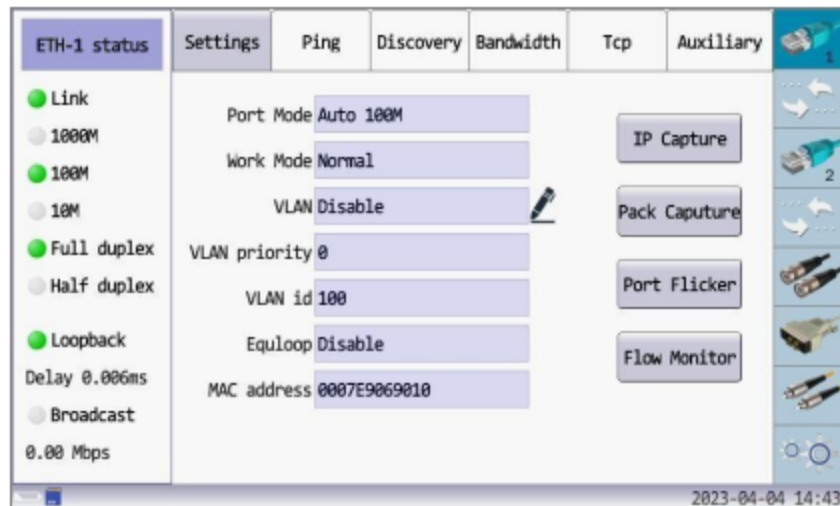 ETH-1 status
Settings
Ping
Discovery
Bandwidth
Tcp
Auxiliary
1
Link
1000M
100M
10M
Full duplex
Half duplex
Loopback
Delay 0.006ms
Broadcast
0.00 Mbps
Port Mode Auto 100M
Work Mode Normal
VLAN Disable
VLAN priority 0
VLAN id 100
Equloop Disable
MAC address 0007E9069010
IP Capture
Pack Caputure
Port Flicker
Flow Monitor
2
2023-04-04 14:43